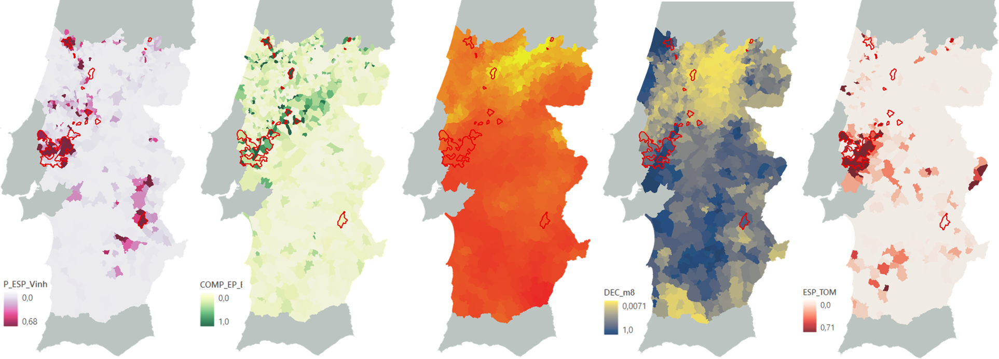 P_ESP_Vinh
0,0
0,68
COMP_EP_E
0,0
1,0
DEC_m8
0,0071
1,0
ESP_TOM
0,0
0,71